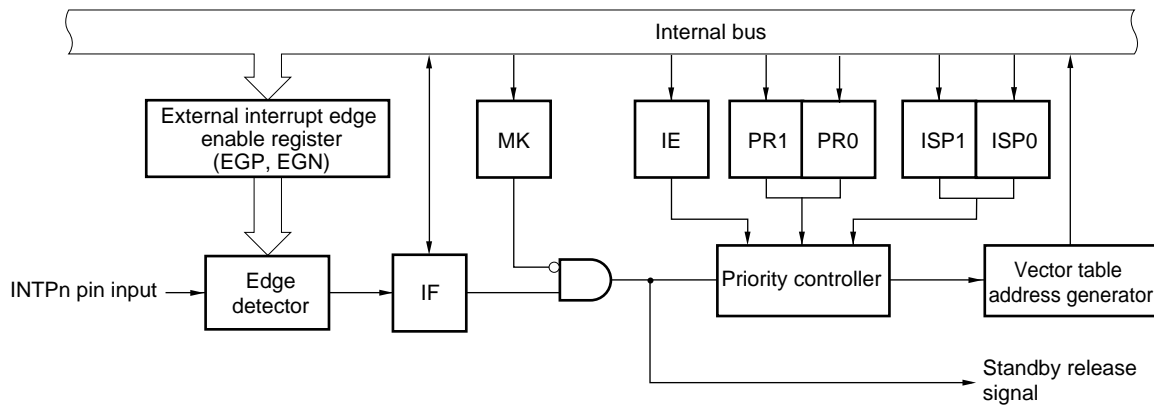 Internal bus
External interrupt edge
enable register
(EGP, EGN)
MK
IE
PR1
PR0
ISP1
ISP0
INTPn pin input
Edge
detector
IF
Priority controller
Vector table
address generator
Standby release
signal